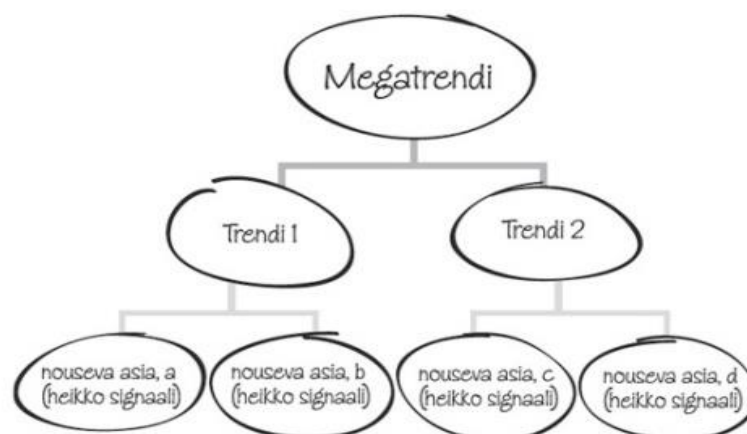 Megatrendi
Trendi 1
Trendi 2
nouseva asia, a
(heikko signaali)
nouseva asia, b
(heikko signaali)
nouseva asia, c
(heikko signaali)
nouseva asia, d
(heikko signaali)